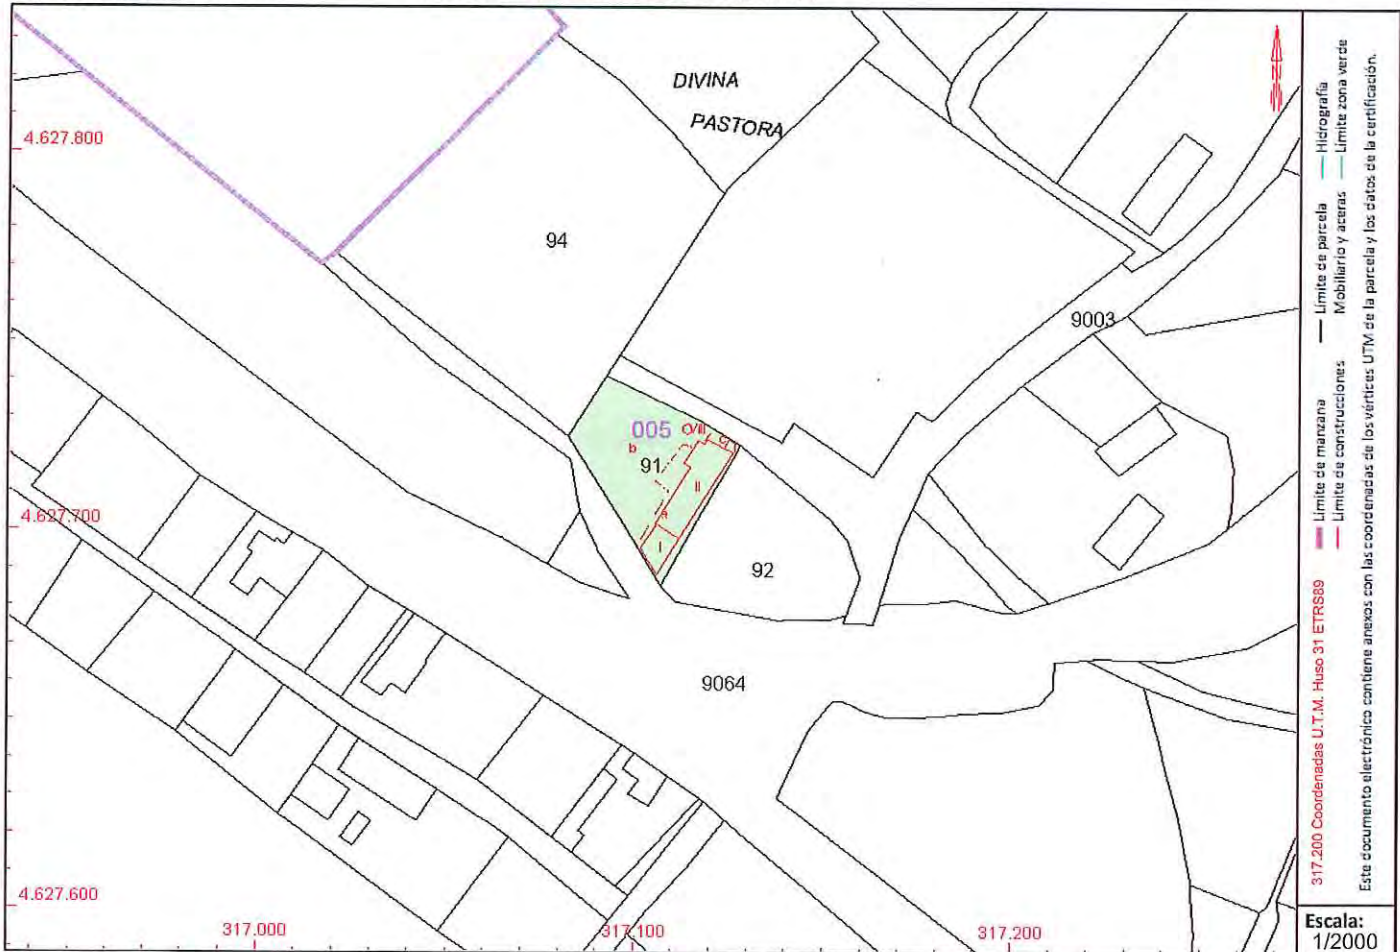 DIVINA
PASTORA
4.627.800
94
9003
005
O/III
b
91
C
II
a
I
4.627.700
92
9064
4.627.600
317.000
317.100
317.200
317.200 Coordenadas U.T.M. Huso 31 ETRS89
Límite de manzana
Límite de construcciones
Límite de parcela
Mobiliario y aceras
Hidrografía
Límite zona verde
Este documento electrónico contiene anexos con las coordenadas de los vértices UTM de la parcela y los datos de la certificación.
Escala:
1/2000